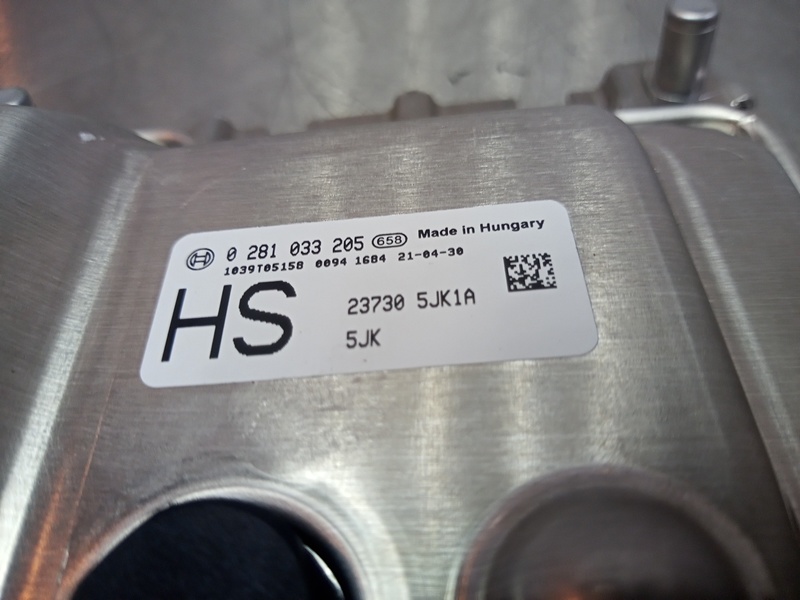 0 281 033 205 658 Made in Hungary
1039T05158 0094 1684 21-04-30
HS
23730 5JK1A
5JK